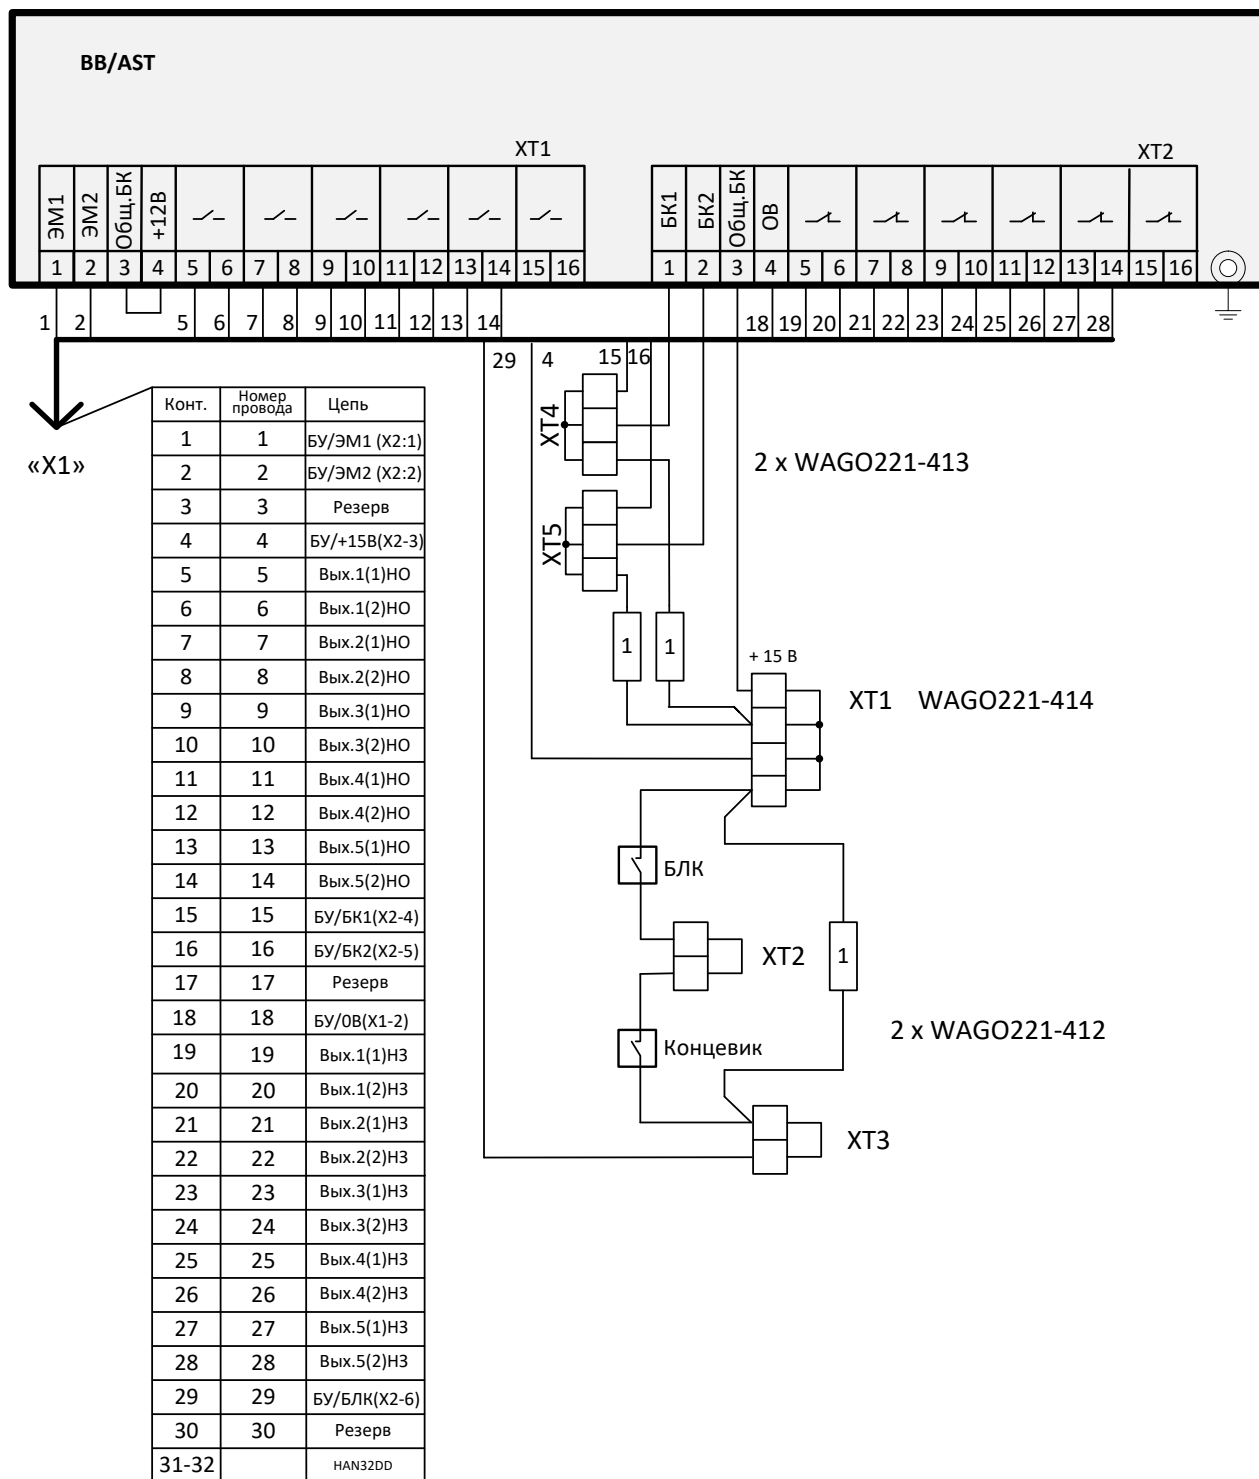 BB/AST
XT1
XT2
ЭМ1 ЭМ2 Общ.БК +12В
БК1 БК2 Общ.БК ОВ
1 2 3 4 5 6 7 8 9 10 11 12 13 14 15 16
1 2 3 4 5 6 7 8 9 10 11 12 13 14 15 16
1 2 5 6 7 8 9 10 11 12 13 14
18 19 20 21 22 23 24 25 26 27 28
29 4 15 16
«X1»
Конт. Номер провода Цепь
1 1 БУ/ЭМ1 (X2:1)
2 2 БУ/ЭМ2 (X2:2)
3 3 Резерв
4 4 БУ/+15В(X2-3)
5 5 Вых.1(1)НО
6 6 Вых.1(2)НО
7 7 Вых.2(1)НО
8 8 Вых.2(2)НО
9 9 Вых.3(1)НО
10 10 Вых.3(2)НО
11 11 Вых.4(1)НО
12 12 Вых.4(2)НО
13 13 Вых.5(1)НО
14 14 Вых.5(2)НО
15 15 БУ/БК1(X2-4)
16 16 БУ/БК2(X2-5)
17 17 Резерв
18 18 БУ/0В(X1-2)
19 19 Вых.1(1)НЗ
20 20 Вых.1(2)НЗ
21 21 Вых.2(1)НЗ
22 22 Вых.2(2)НЗ
23 23 Вых.3(1)НЗ
24 24 Вых.3(2)НЗ
25 25 Вых.4(1)НЗ
26 26 Вых.4(2)НЗ
27 27 Вых.5(1)НЗ
28 28 Вых.5(2)НЗ
29 29 БУ/БЛК(X2-6)
30 30 Резерв
31-32 HAN32DD
XT4
2 x WAGO221-413
XT5
1 1
+ 15 В
XT1 WAGO221-414
БЛК
XT2
1
2 x WAGO221-412
Концевик
XT3